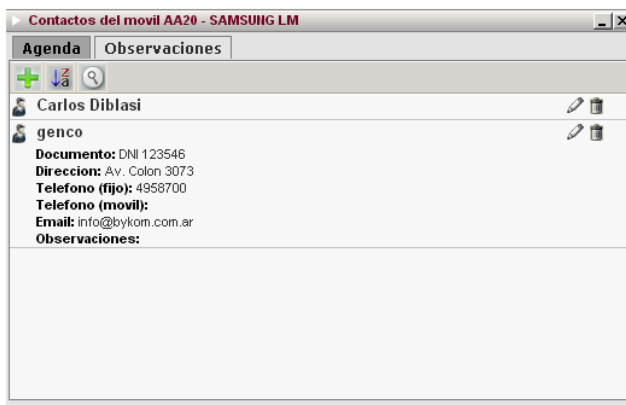 Contactos del movil AA20 - SAMSUNG LM
Agenda Observaciones
Carlos Diblasi
genco
Documento: DNI 123546
Direccion: Av. Colon 3073
Telefono (fijo): 4958700
Telefono (movil):
Email: info@bykom.com.ar
Observaciones: